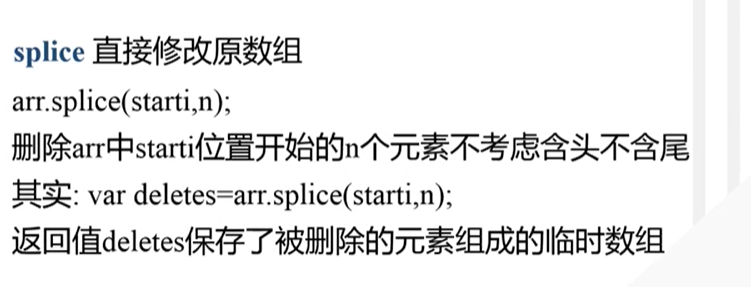 splice 直接修改原数组
arr.splice(starti,n);
删除arr中starti位置开始的n个元素不考虑含头不含尾
其实: var deletes=arr.splice(starti,n);
返回值deletes保存了被删除的元素组成的临时数组